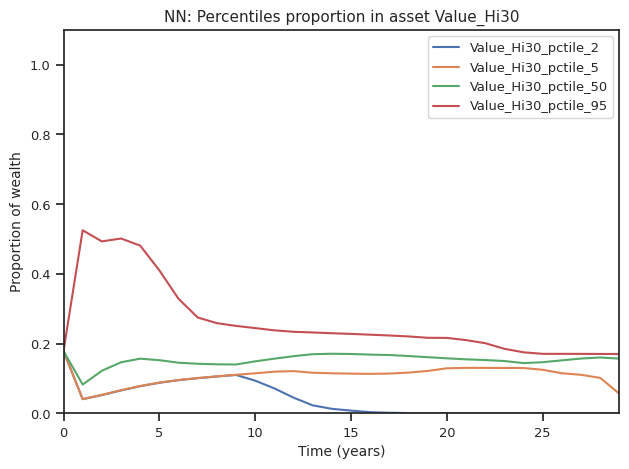 NN: Percentiles proportion in asset Value_Hi30
Value_Hi30_pctile_2
Value_Hi30_pctile_5
Value_Hi30_pctile_50
Value_Hi30_pctile_95
Proportion of wealth
1.0
0.8
0.6
0.4
0.2
0.0
0 5 10 15 20 25
Time (years)